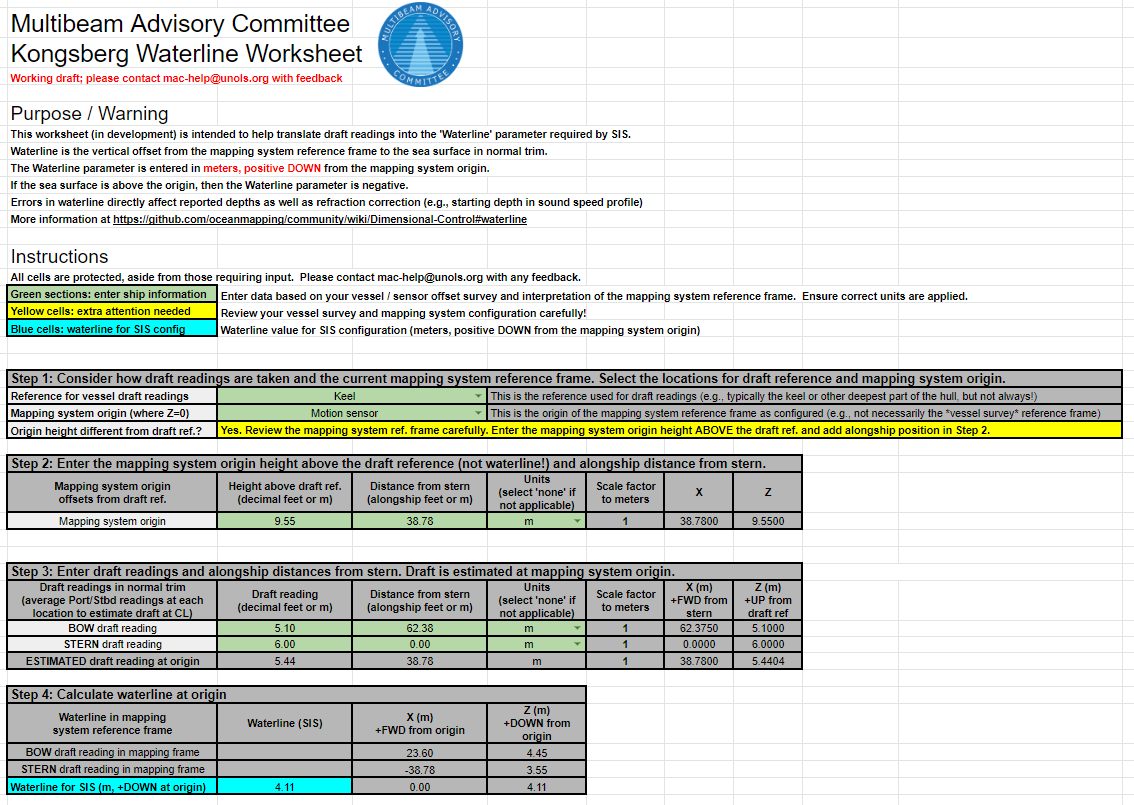 Multibeam Advisory Committee
Kongsberg Waterline Worksheet
MULTIBEAM ADVISORY
COMMITTEE
Working draft; please contact mac-help@unols.org with feedback
Purpose / Warning
This worksheet (in development) is intended to help translate draft readings into the 'Waterline' parameter required by SIS.
Waterline is the vertical offset from the mapping system reference frame to the sea surface in normal trim.
The Waterline parameter is entered in meters, positive DOWN from the mapping system origin.
If the sea surface is above the origin, then the Waterline parameter is negative.
Errors in waterline directly affect reported depths as well as refraction correction (e.g., starting depth in sound speed profile)
More information at https://github.com/oceanmapping/community/wiki/Dimensional-Control#waterline
Instructions
All cells are protected, aside from those requiring input. Please contact mac-help@unols.org with any feedback.
Green sections: enter ship information Enter data based on your vessel / sensor offset survey and interpretation of the mapping system reference frame. Ensure correct units are applied.
Yellow cells: extra attention needed Review your vessel survey and mapping system configuration carefully!
Blue cells: waterline for SIS config Waterline value for SIS configuration (meters, positive DOWN from the mapping system origin)
Step 1: Consider how draft readings are taken and the current mapping system reference frame. Select the locations for draft reference and mapping system origin.
Reference for vessel draft readings Keel This is the reference used for draft readings (e.g., typically the keel or other deepest part of the hull, but not always!)
Mapping system origin (where Z=0) Motion sensor This is the origin of the mapping system reference frame as configured (e.g., not necessarily the *vessel survey* reference frame)
Origin height different from draft ref.? Yes. Review the mapping system ref. frame carefully. Enter the mapping system origin height ABOVE the draft ref. and add alongship position in Step 2.
Step 2: Enter the mapping system origin height above the draft reference (not waterline!) and alongship distance from stern.
Mapping system origin
offsets from draft ref.
Height above draft ref.
(decimal feet or m)
Distance from stern
(alongship feet or m)
Units
(select 'none' if
not applicable)
Scale factor
to meters
X
Z
Mapping system origin 9.55 38.78 m 1 38.7800 9.5500
Step 3: Enter draft readings and alongship distances from stern. Draft is estimated at mapping system origin.
Draft readings in normal trim
(average Port/Stbd readings at each
location to estimate draft at CL)
Draft reading
(decimal feet or m)
Distance from stern
(alongship feet or m)
Units
(select 'none' if
not applicable)
Scale factor
to meters
X (m)
+FWD from
stern
Z (m)
+UP from
draft ref
BOW draft reading 5.10 62.38 m 1 62.3750 5.1000
STERN draft reading 6.00 0.00 m 1 0.0000 6.0000
ESTIMATED draft reading at origin 5.44 38.78 m 1 38.7800 5.4404
Step 4: Calculate waterline at origin
Waterline in mapping
system reference frame
Waterline (SIS)
X (m)
+FWD from origin
Z (m)
+DOWN from
origin
BOW draft reading in mapping frame 23.60 4.45
STERN draft reading in mapping frame -38.78 3.55
Waterline for SIS (m, +DOWN at origin) 4.11 0.00 4.11